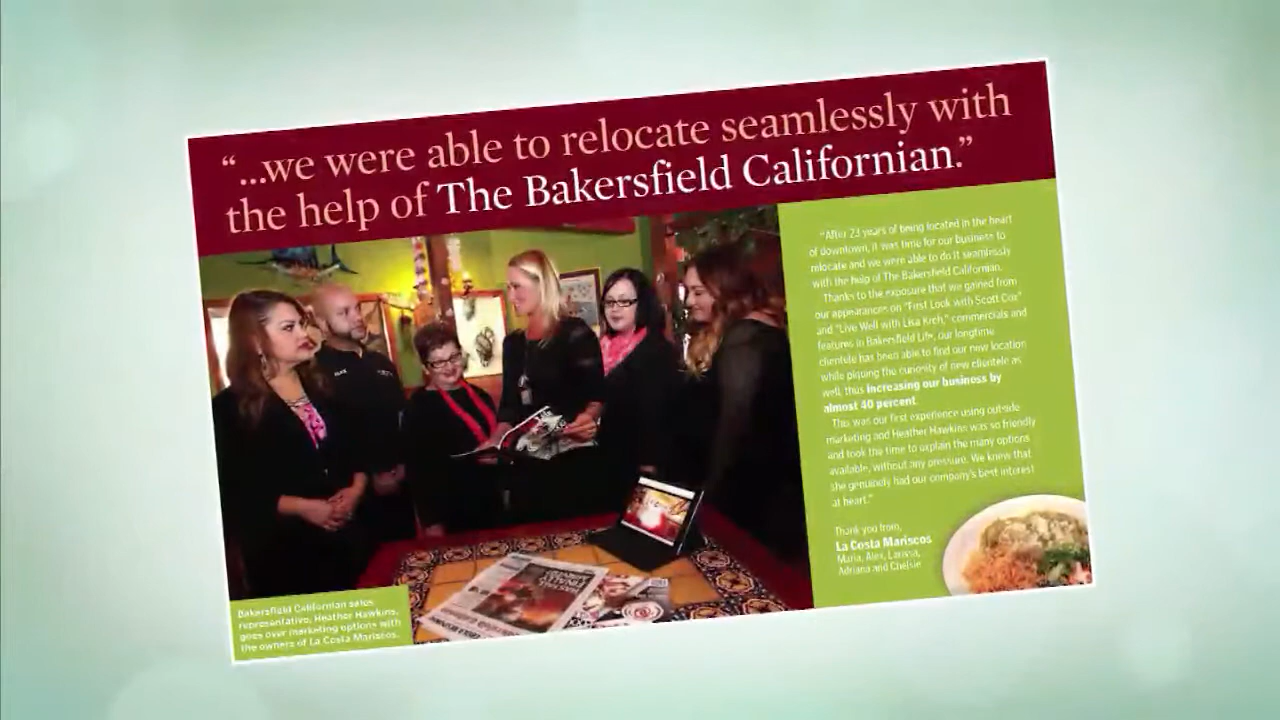 “...we were able to relocate seamlessly with
the help of The Bakersfield Californian.”
“After 23 years of being located in the heart
of downtown, it was time for our business to
relocate and we were able to do it seamlessly
with the help of The Bakersfield Californian.
Thanks to the exposure that we gained from
our appearances on “First Look with Scott Cox”
and “Live Well with Lisa Krch,” commercials and
features in Bakersfield Life, our longtime
clientele has been able to find our new location
while piquing the curiosity of new clientele as
well, thus increasing our business by
almost 40 percent.
This was our first experience using outside
marketing and Heather Hawkins was so friendly
and took the time to explain the many options
available, without any pressure. We knew that
she genuinely had our company’s best interest
at heart.”
Thank you from,
La Costa Mariscos
Maria, Alex, Larissa,
Adriana and Chelsie
Bakersfield Californian sales
representative, Heather Hawkins,
goes over marketing options with
the owners of La Costa Mariscos.